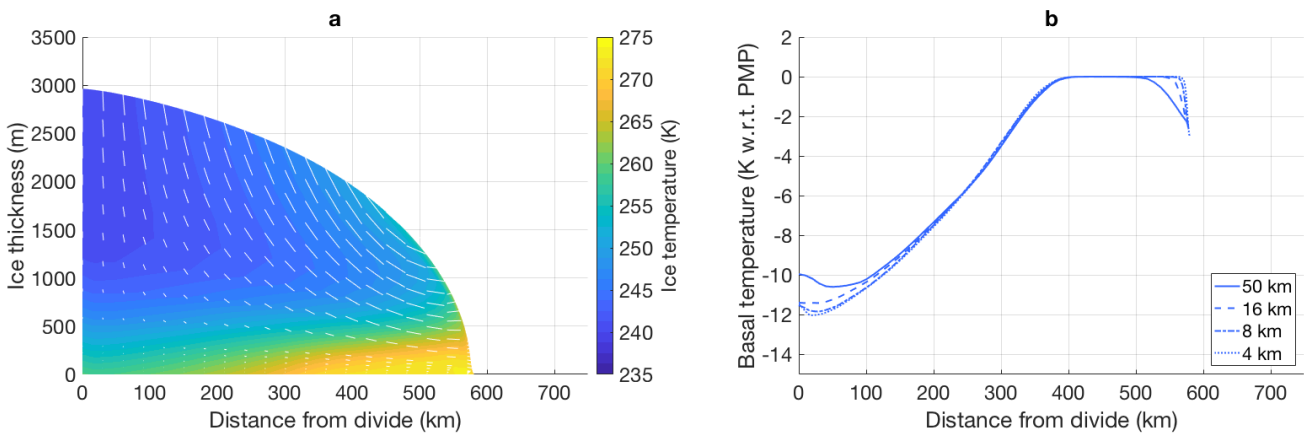 a
3500
3000
2500
2000
1500
1000
500
0
Ice thickness (m)
0 100 200 300 400 500 600 700
Distance from divide (km)
275
270
265
260
255
250
245
240
235
Ice temperature (K)
b
2
0
-2
-4
-6
-8
-10
-12
-14
Basal temperature (K w.r.t. PMP)
0 100 200 300 400 500 600 700
Distance from divide (km)
50 km
16 km
8 km
4 km